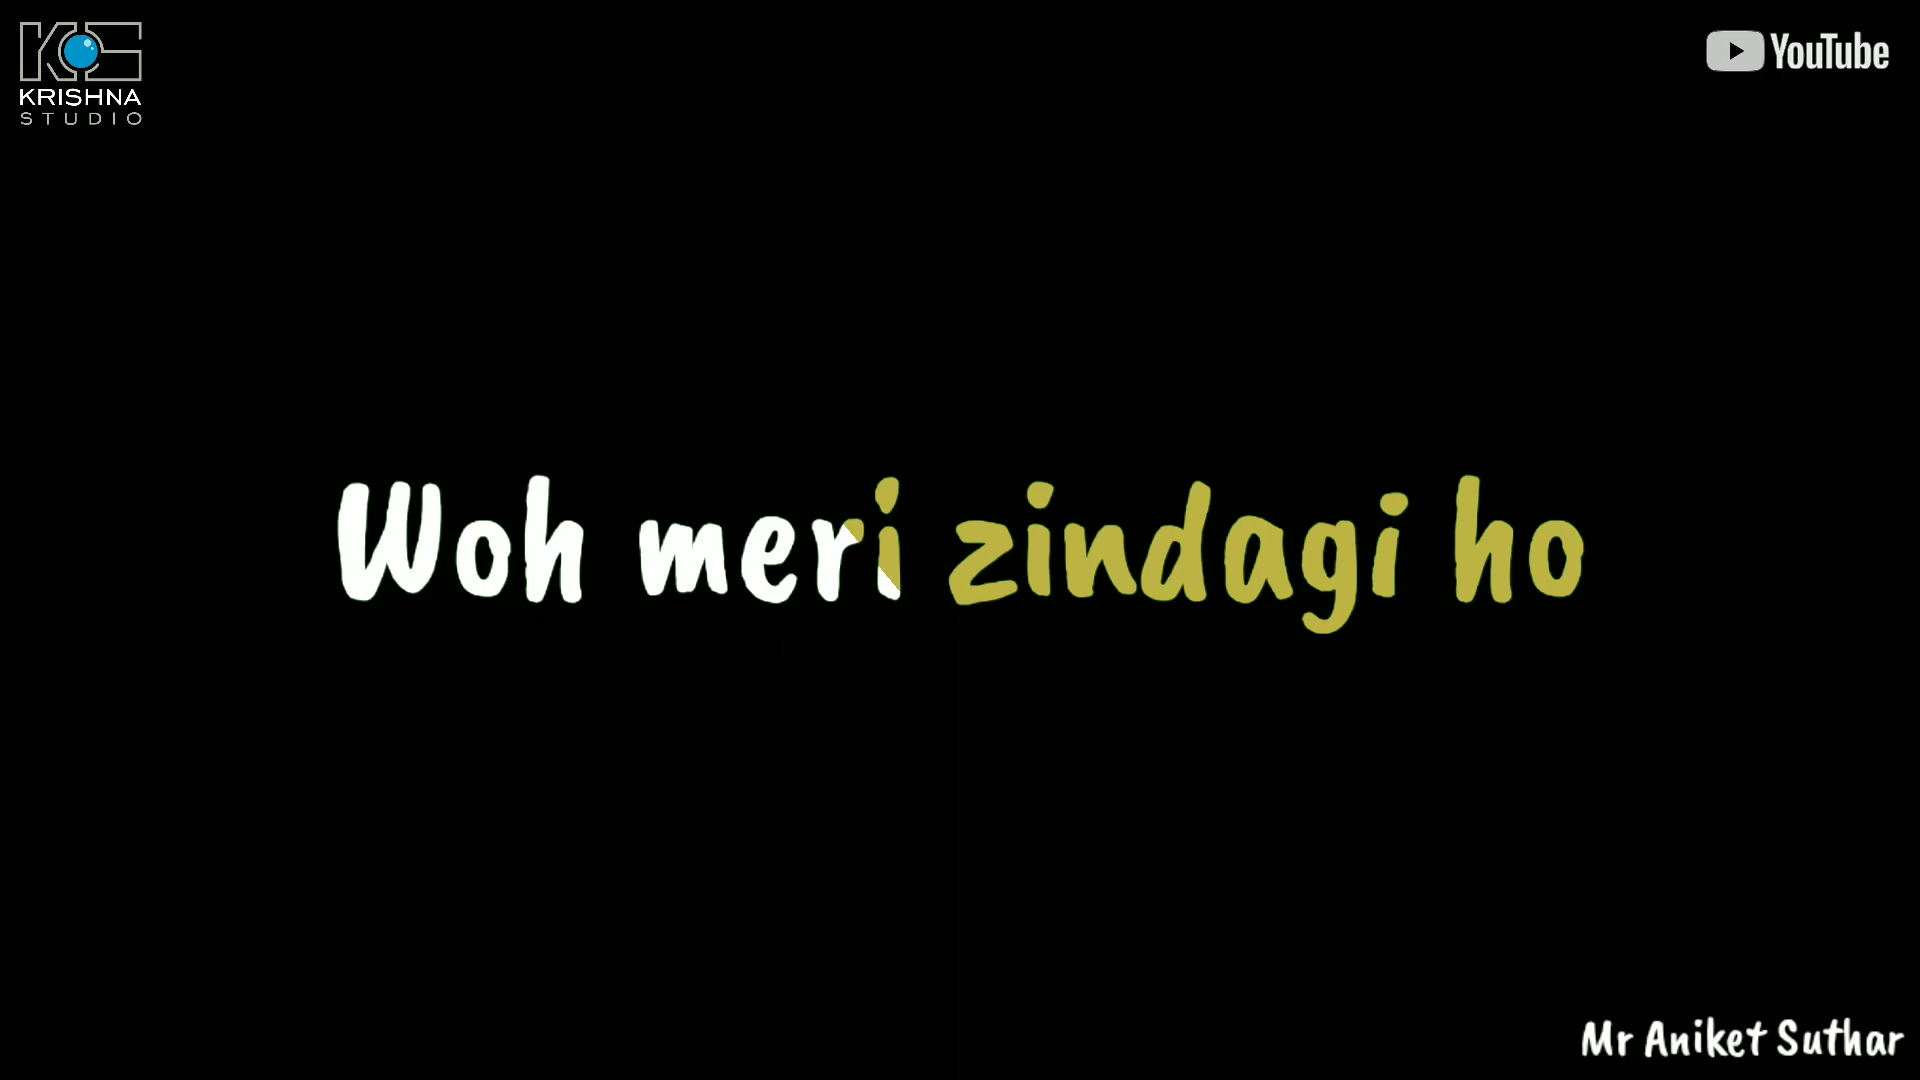 KRISHNA
STUDIO
YouTube
Woh meri zindagi ho
Mr Aniket Suthar